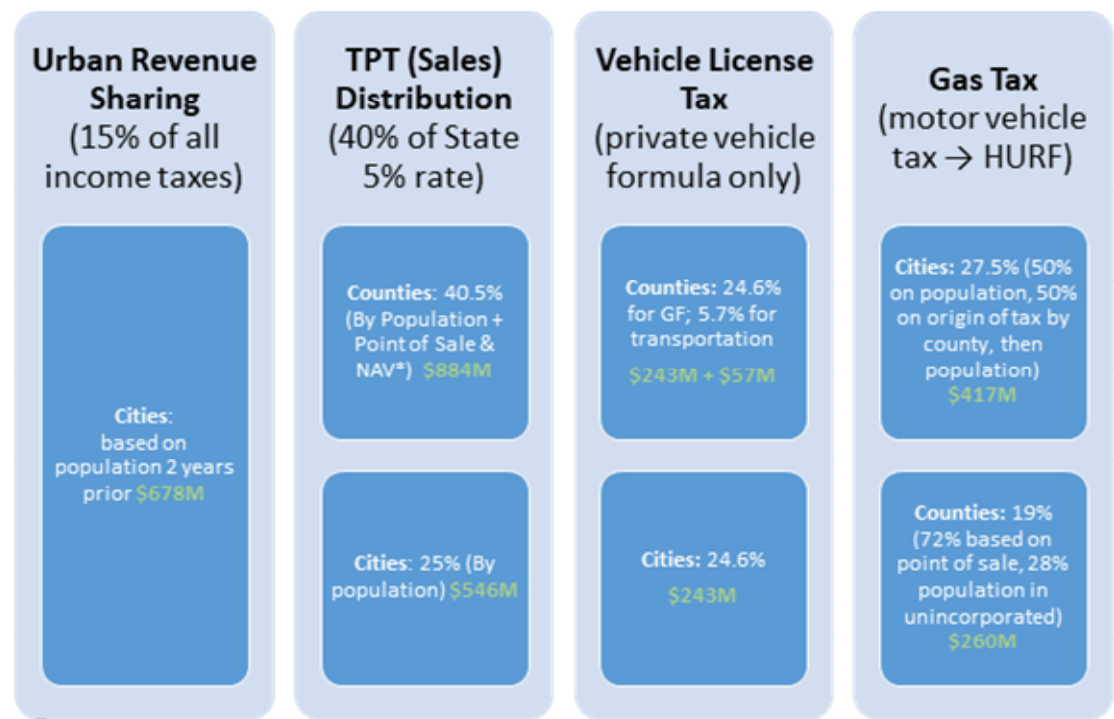 Urban Revenue
Sharing
(15% of all
income taxes)
Cities:
based on
population 2 years
prior $678M
TPT (Sales)
Distribution
(40% of State
5% rate)
Counties: 40.5%
(By Population +
Point of Sale &
NAV*) $884M
Cities: 25% (By
population) $546M
Vehicle License
Tax
(private vehicle
formula only)
Counties: 24.6%
for GF; 5.7% for
transportation
$243M + $57M
Cities: 24.6%
$243M
Gas Tax
(motor vehicle
tax → HURF)
Cities: 27.5% (50%
on population, 50%
on origin of tax by
county, then
population)
$417M
Counties: 19%
(72% based on
point of sale, 28%
population in
unincorporated)
$260M